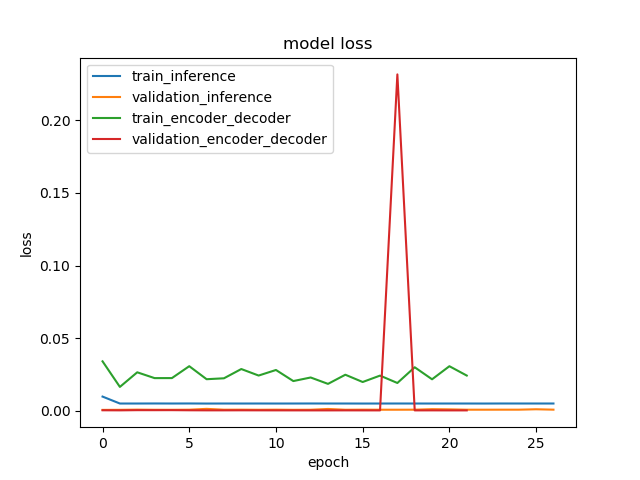 model loss
train_inference
validation_inference
train_encoder_decoder
validation_encoder_decoder
loss
0.20
0.15
0.10
0.05
0.00
0 5 10 15 20 25
epoch